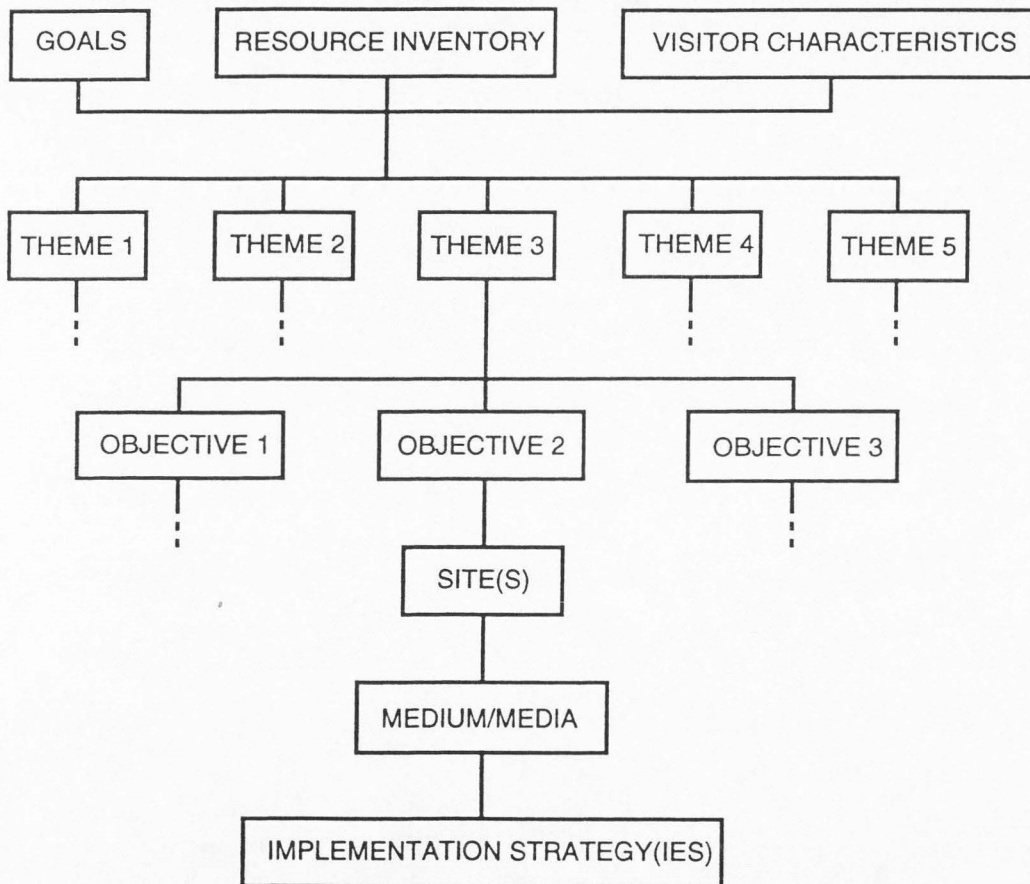 GOALS
RESOURCE INVENTORY
VISITOR CHARACTERISTICS
THEME 1
THEME 2
THEME 3
THEME 4
THEME 5
OBJECTIVE 1
OBJECTIVE 2
OBJECTIVE 3
SITE(S)
MEDIUM/MEDIA
IMPLEMENTATION STRATEGY(IES)